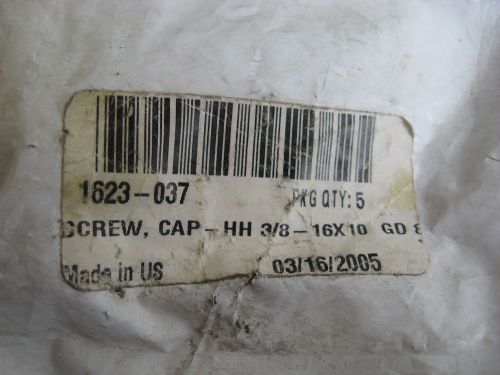 1623-037 PKG QTY: 5
SCREW, CAP - HH 3/8-16X10 GD 8
Made in US 03/16/2005